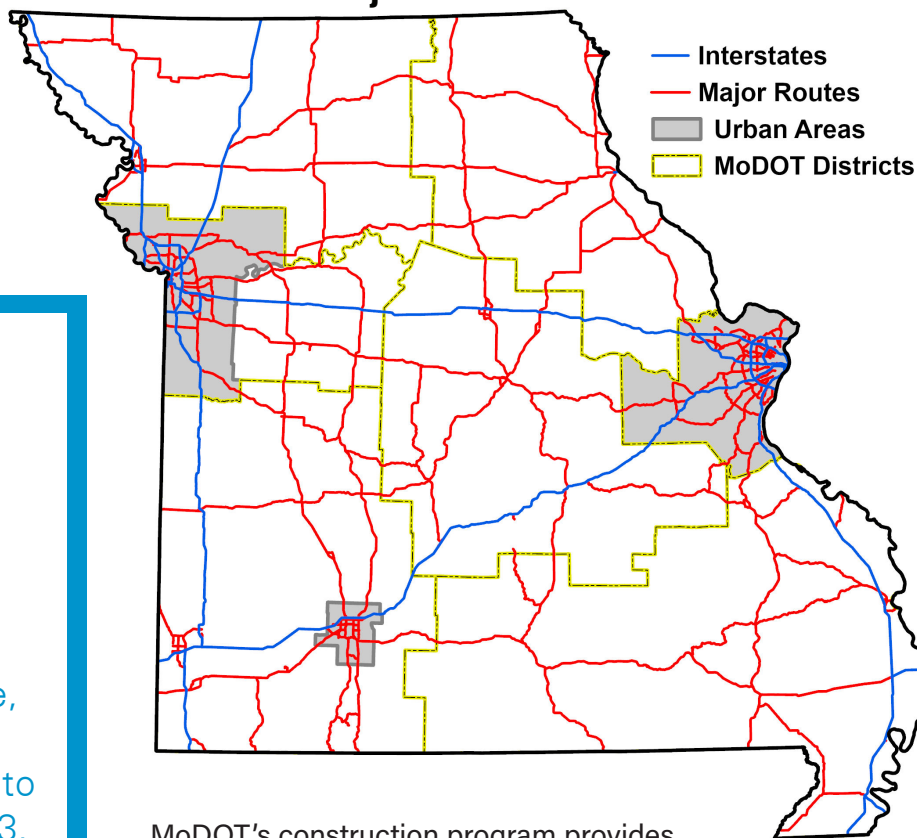 Interstates
Major Routes
Urban Areas
MoDOT Districts
to
3.
MoDOT's construction program provides